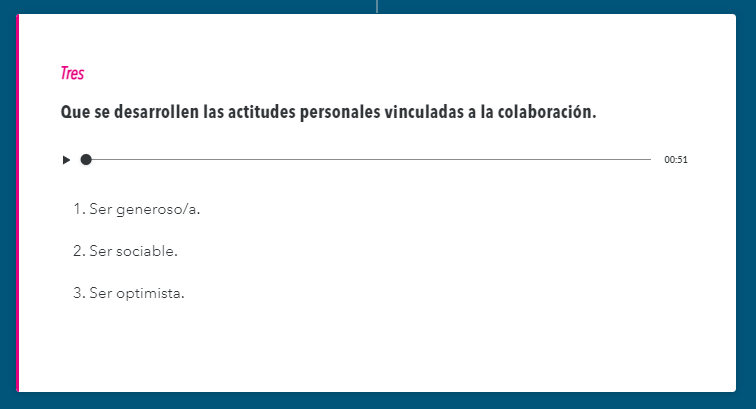 Tres
Que se desarrollen las actitudes personales vinculadas a la colaboración.
00:51
1. Ser generoso/a.
2. Ser sociable.
3. Ser optimista.